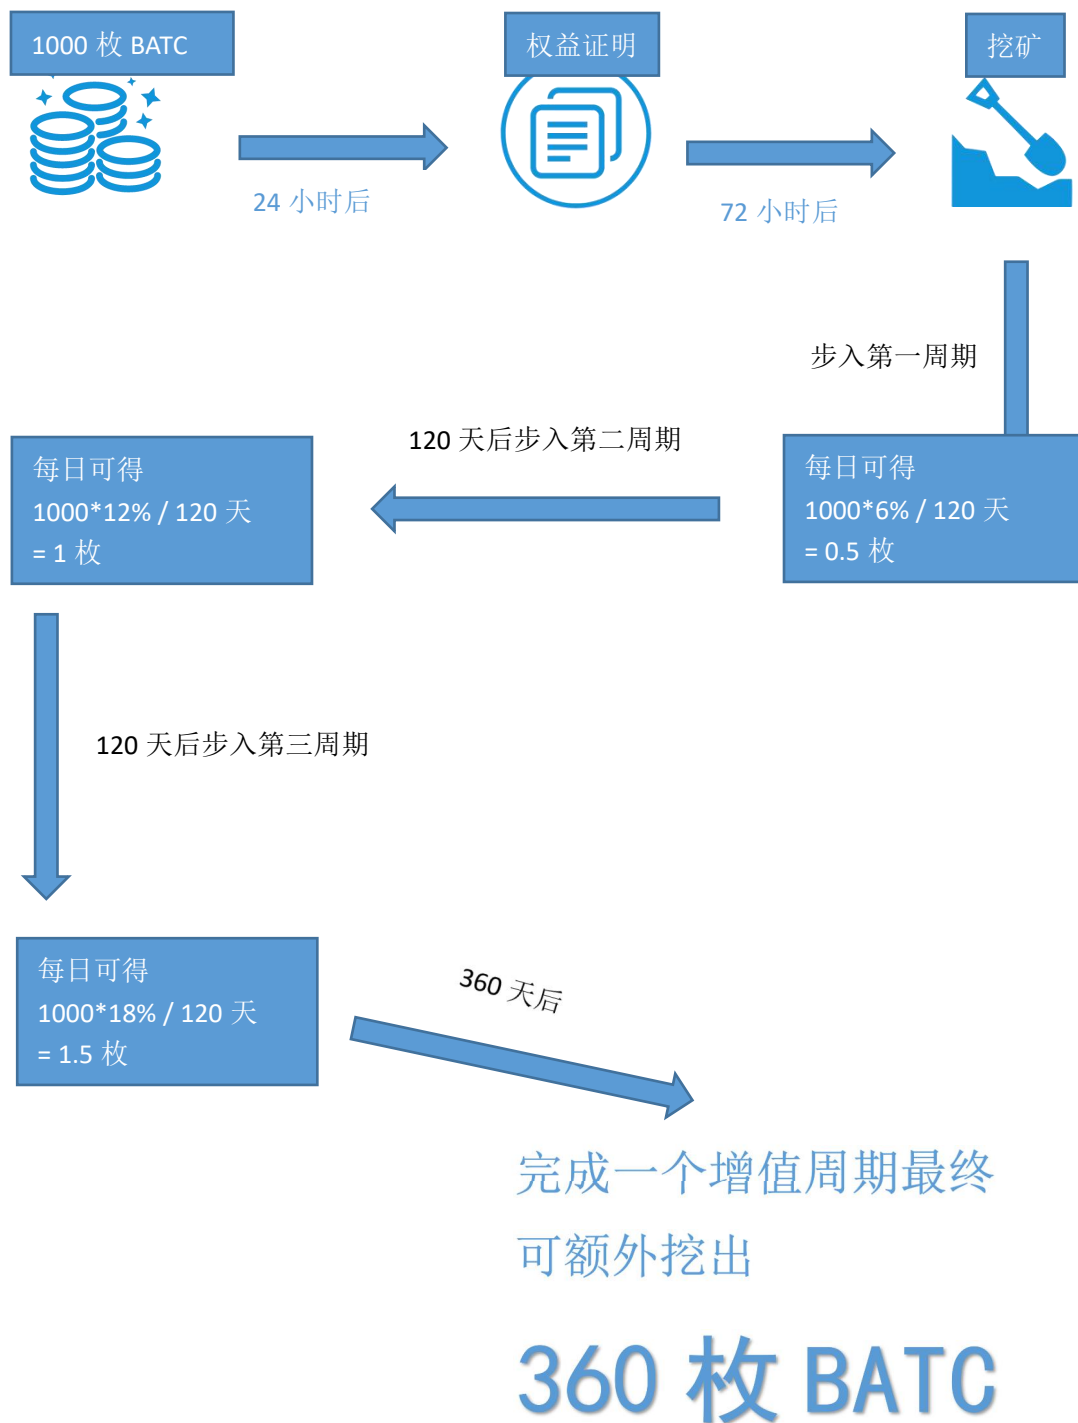 1000 枚 BATC
权益证明
挖矿
24 小时后
72 小时后
步入第一周期
120 天后步入第二周期
每日可得
1000*6% / 120 天
= 0.5 枚
每日可得
1000*12% / 120 天
= 1 枚
120 天后步入第三周期
每日可得
1000*18% / 120 天
= 1.5 枚
360 天后
完成一个增值周期最终
可额外挖出
360 枚 BATC